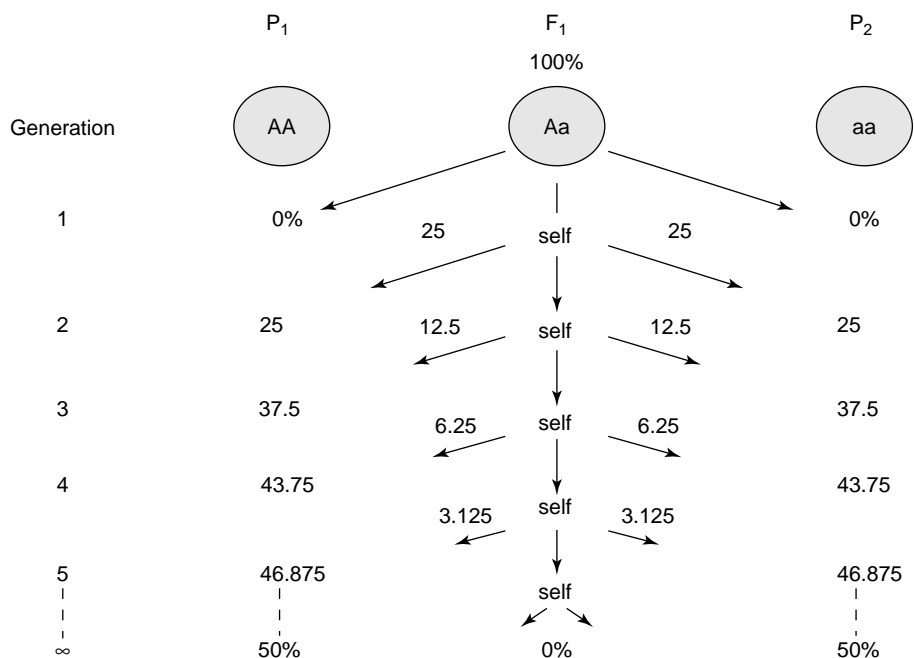 P1 F1 P2
100%
Generation AA Aa aa
1 0% 0%
25 self 25
2 25 12.5 self 12.5 25
3 37.5 self 37.5
6.25 6.25
4 43.75 43.75
3.125 self 3.125
5 46.875 46.875
self
∞ 50% 0% 50%